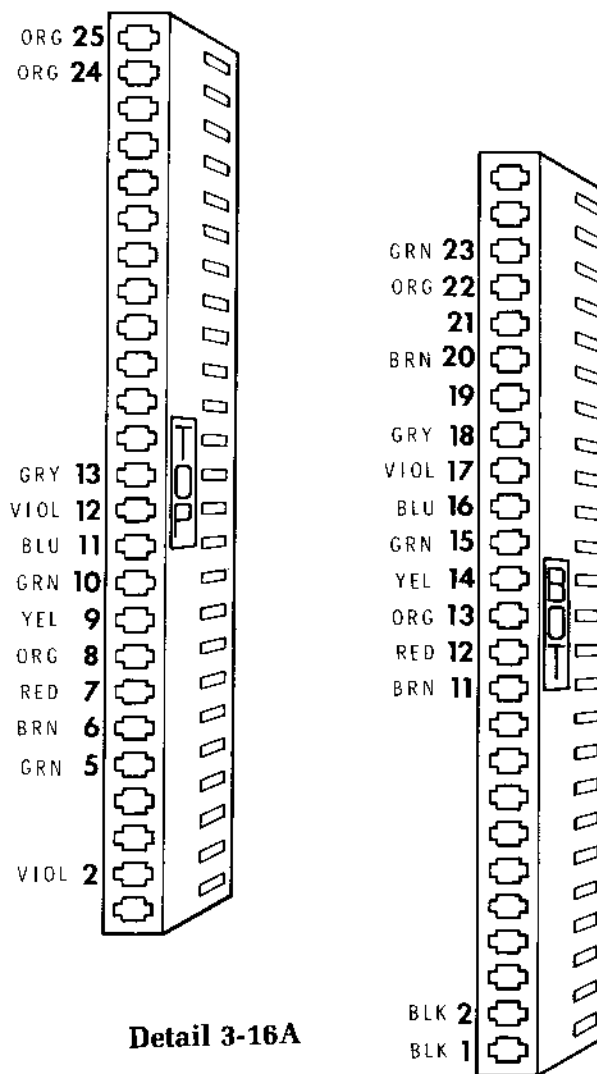 ORG 25
ORG 24
GRY 13
VIOL 12
BLU 11
GRN 10
YEL 9
ORG 8
RED 7
BRN 6
GRN 5
VIOL 2
TOP
Detail 3-16A
GRN 23
ORG 22
21
BRN 20
19
GRY 18
VIOL 17
BLU 16
GRN 15
YEL 14
ORG 13
RED 12
BRN 11
BLK 2
BLK 1
BOT